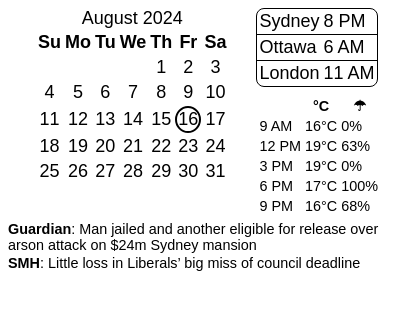 August 2024
Su Mo Tu We Th Fr Sa
1 2 3
4 5 6 7 8 9 10
11 12 13 14 15 16 17
18 19 20 21 22 23 24
25 26 27 28 29 30 31
Sydney 8 PM
Ottawa 6 AM
London 11 AM
°C ☂
9 AM 16°C 0%
12 PM 19°C 63%
3 PM 19°C 0%
6 PM 17°C 100%
9 PM 16°C 68%
Guardian: Man jailed and another eligible for release over
arson attack on $24m Sydney mansion
SMH: Little loss in Liberals’ big miss of council deadline